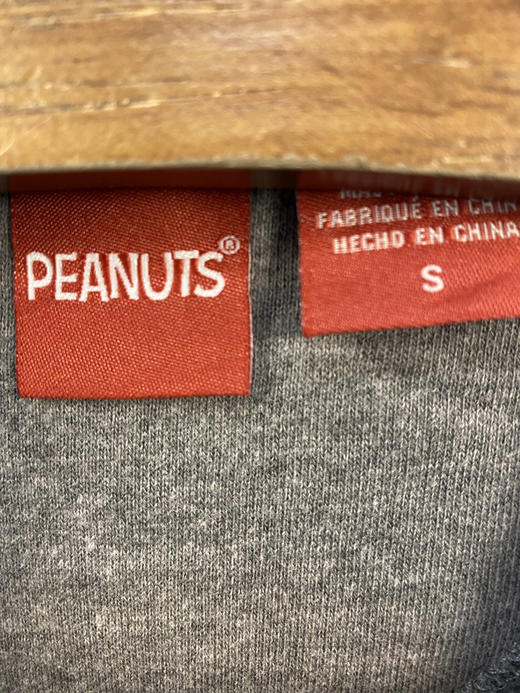 PEANUTS®
FABRIQUÉ EN CHIN
HECHO EN CHINA
S